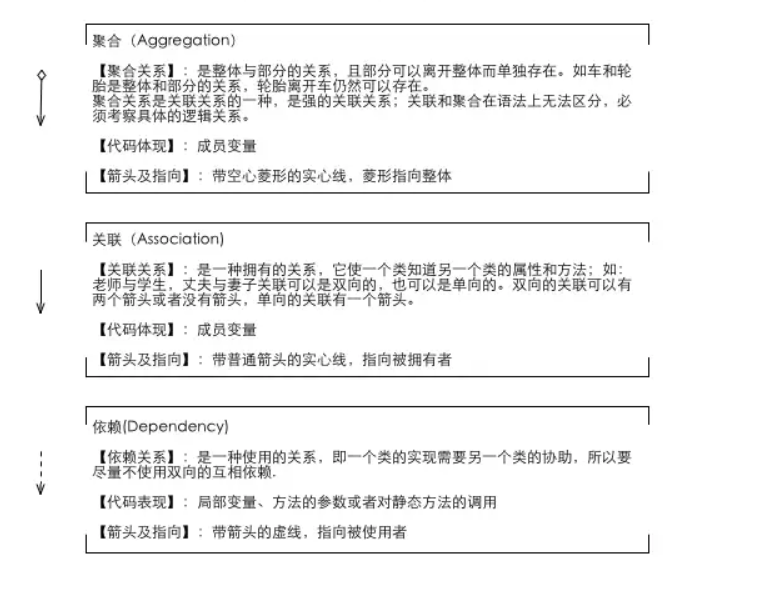 聚合（Aggregation）
【聚合关系】：是整体与部分的关系，且部分可以离开整体而单独存在。如车和轮
胎是整体和部分的关系，轮胎离开车仍然可以存在。
聚合关系是关联关系的一种，是强的关联关系；关联和聚合在语法上无法区分，必
须考察具体的逻辑关系。
【代码体现】：成员变量
【箭头及指向】：带空心菱形的实心线，菱形指向整体
关联（Association)
【关联关系】：是一种拥有的关系，它使一个类知道另一个类的属性和方法；如：
老师与学生，丈夫与妻子关联可以是双向的，也可以是单向的。双向的关联可以有
两个箭头或者没有箭头，单向的关联有一个箭头。
【代码体现】：成员变量
【箭头及指向】：带普通箭头的实心线，指向被拥有者
依赖(Dependency)
【依赖关系】：是一种使用的关系，即一个类的实现需要另一个类的协助，所以要
尽量不使用双向的互相依赖.
【代码表现】：局部变量、方法的参数或者对静态方法的调用
【箭头及指向】：带箭头的虚线，指向被使用者